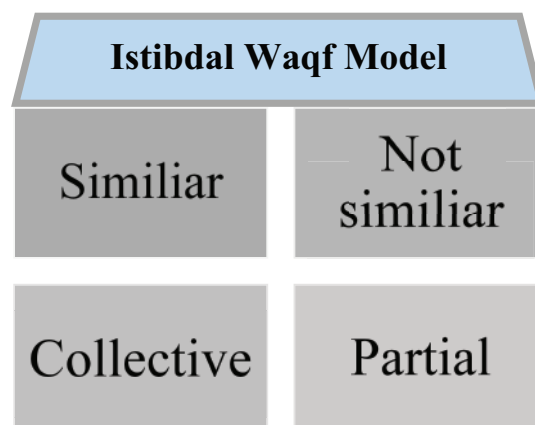 Istibdal Waqf Model
Similiar
Not
similiar
Collective
Partial